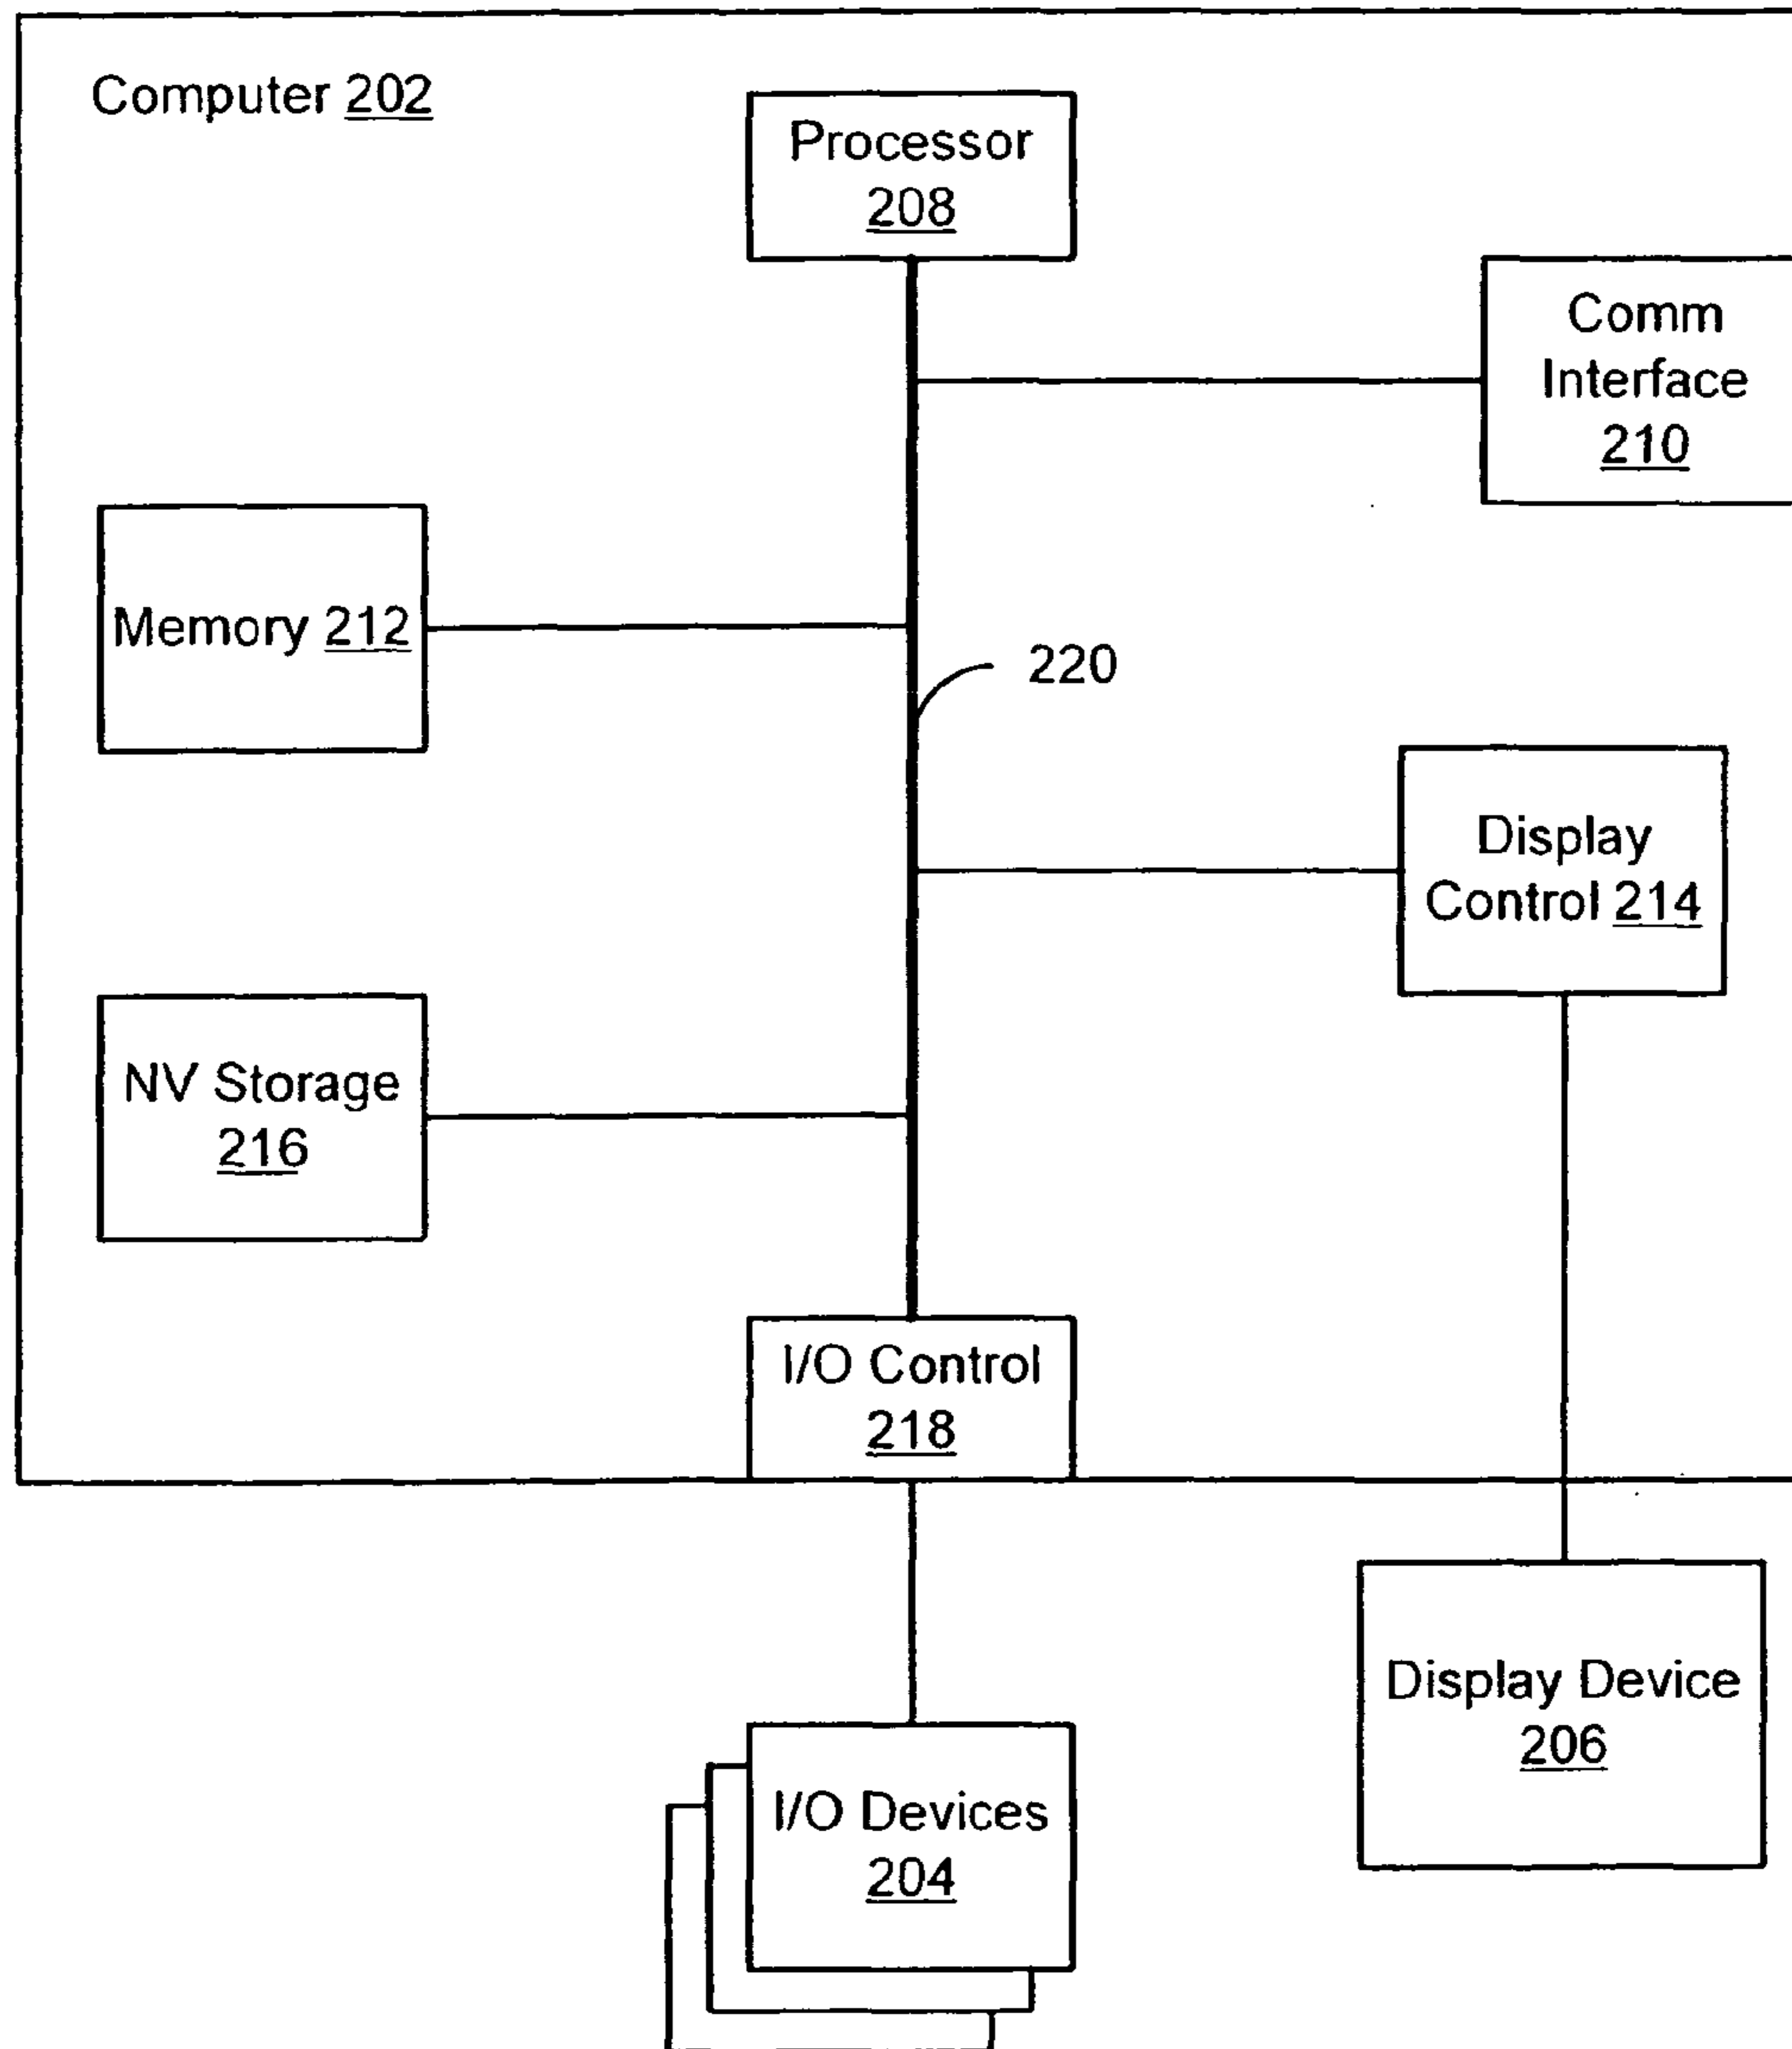 Computer 202
Processor
208
Comm
Interface
210
Memory 212
220
Display
Control 214
NV Storage
216
I/O Control
218
Display Device
206
I/O Devices
204